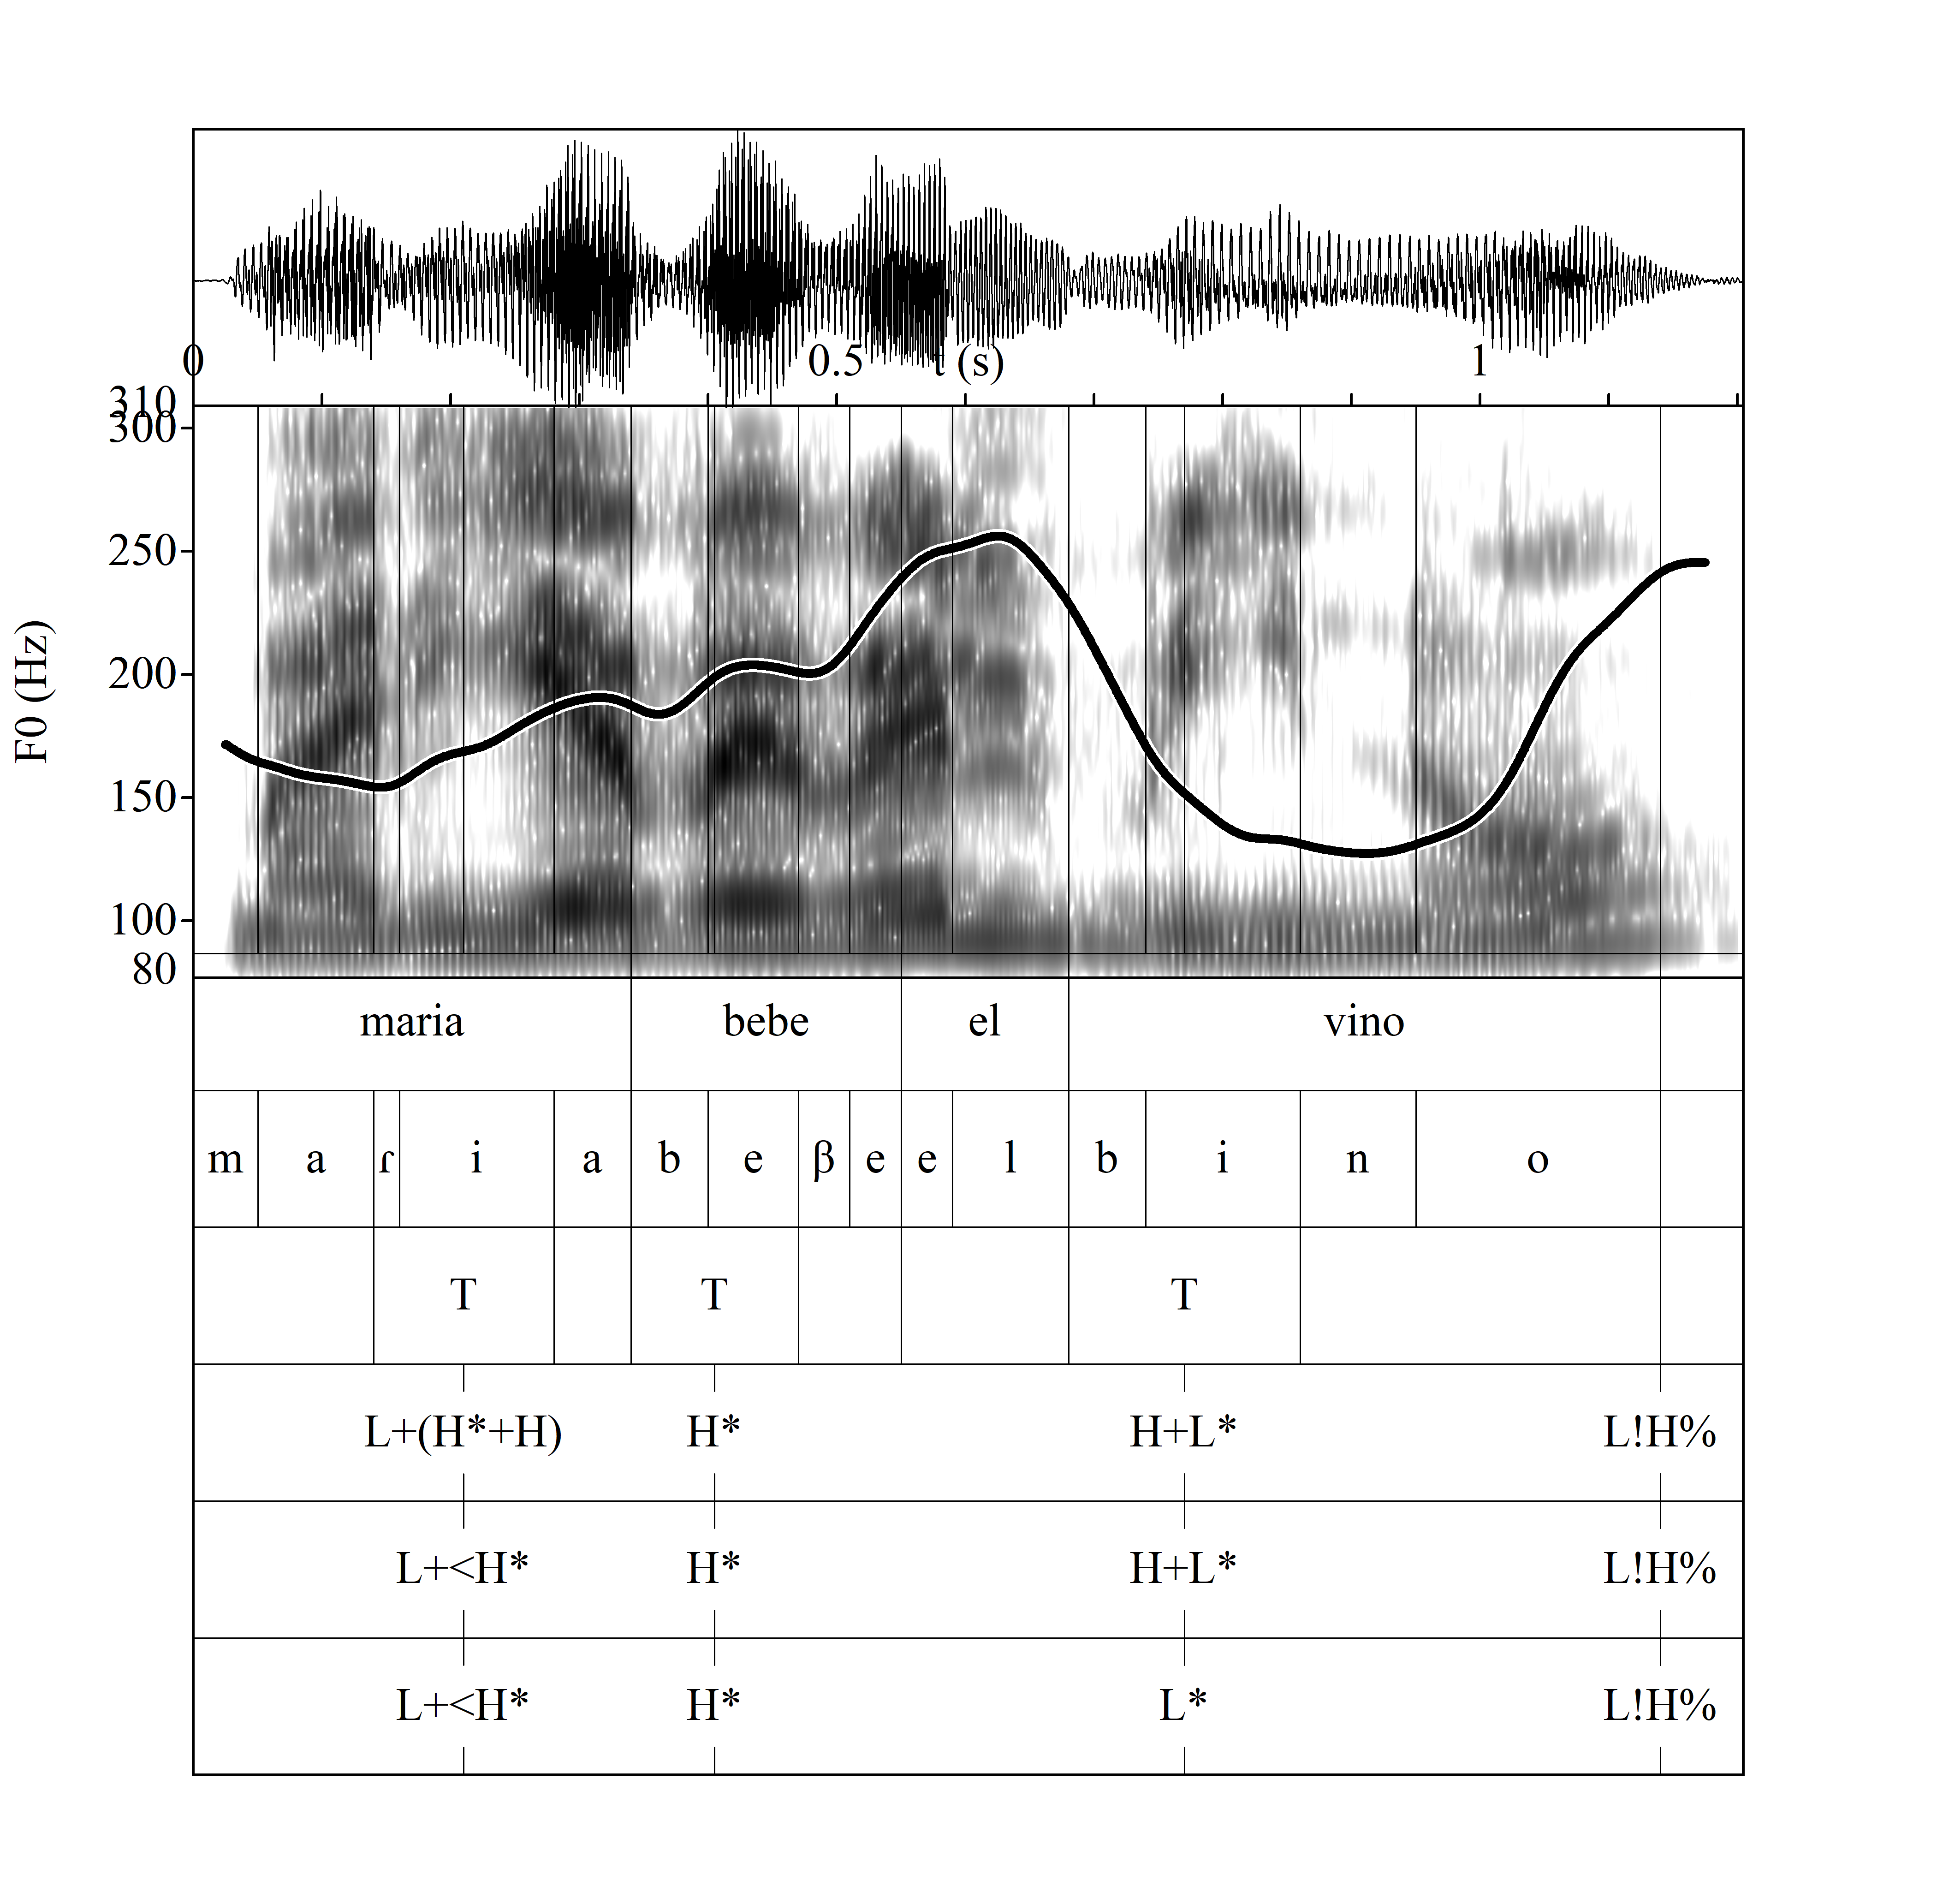 0 0.5 t (s) 1
310
300
250
200
150
100
80
F0 (Hz)
maria bebe el vino
m a ɾ i a b e β e e l b i n o
T T T
L+(H*+H) H* H+L* L!H%
L+<H* H* H+L* L!H%
L+<H* H* L* L!H%